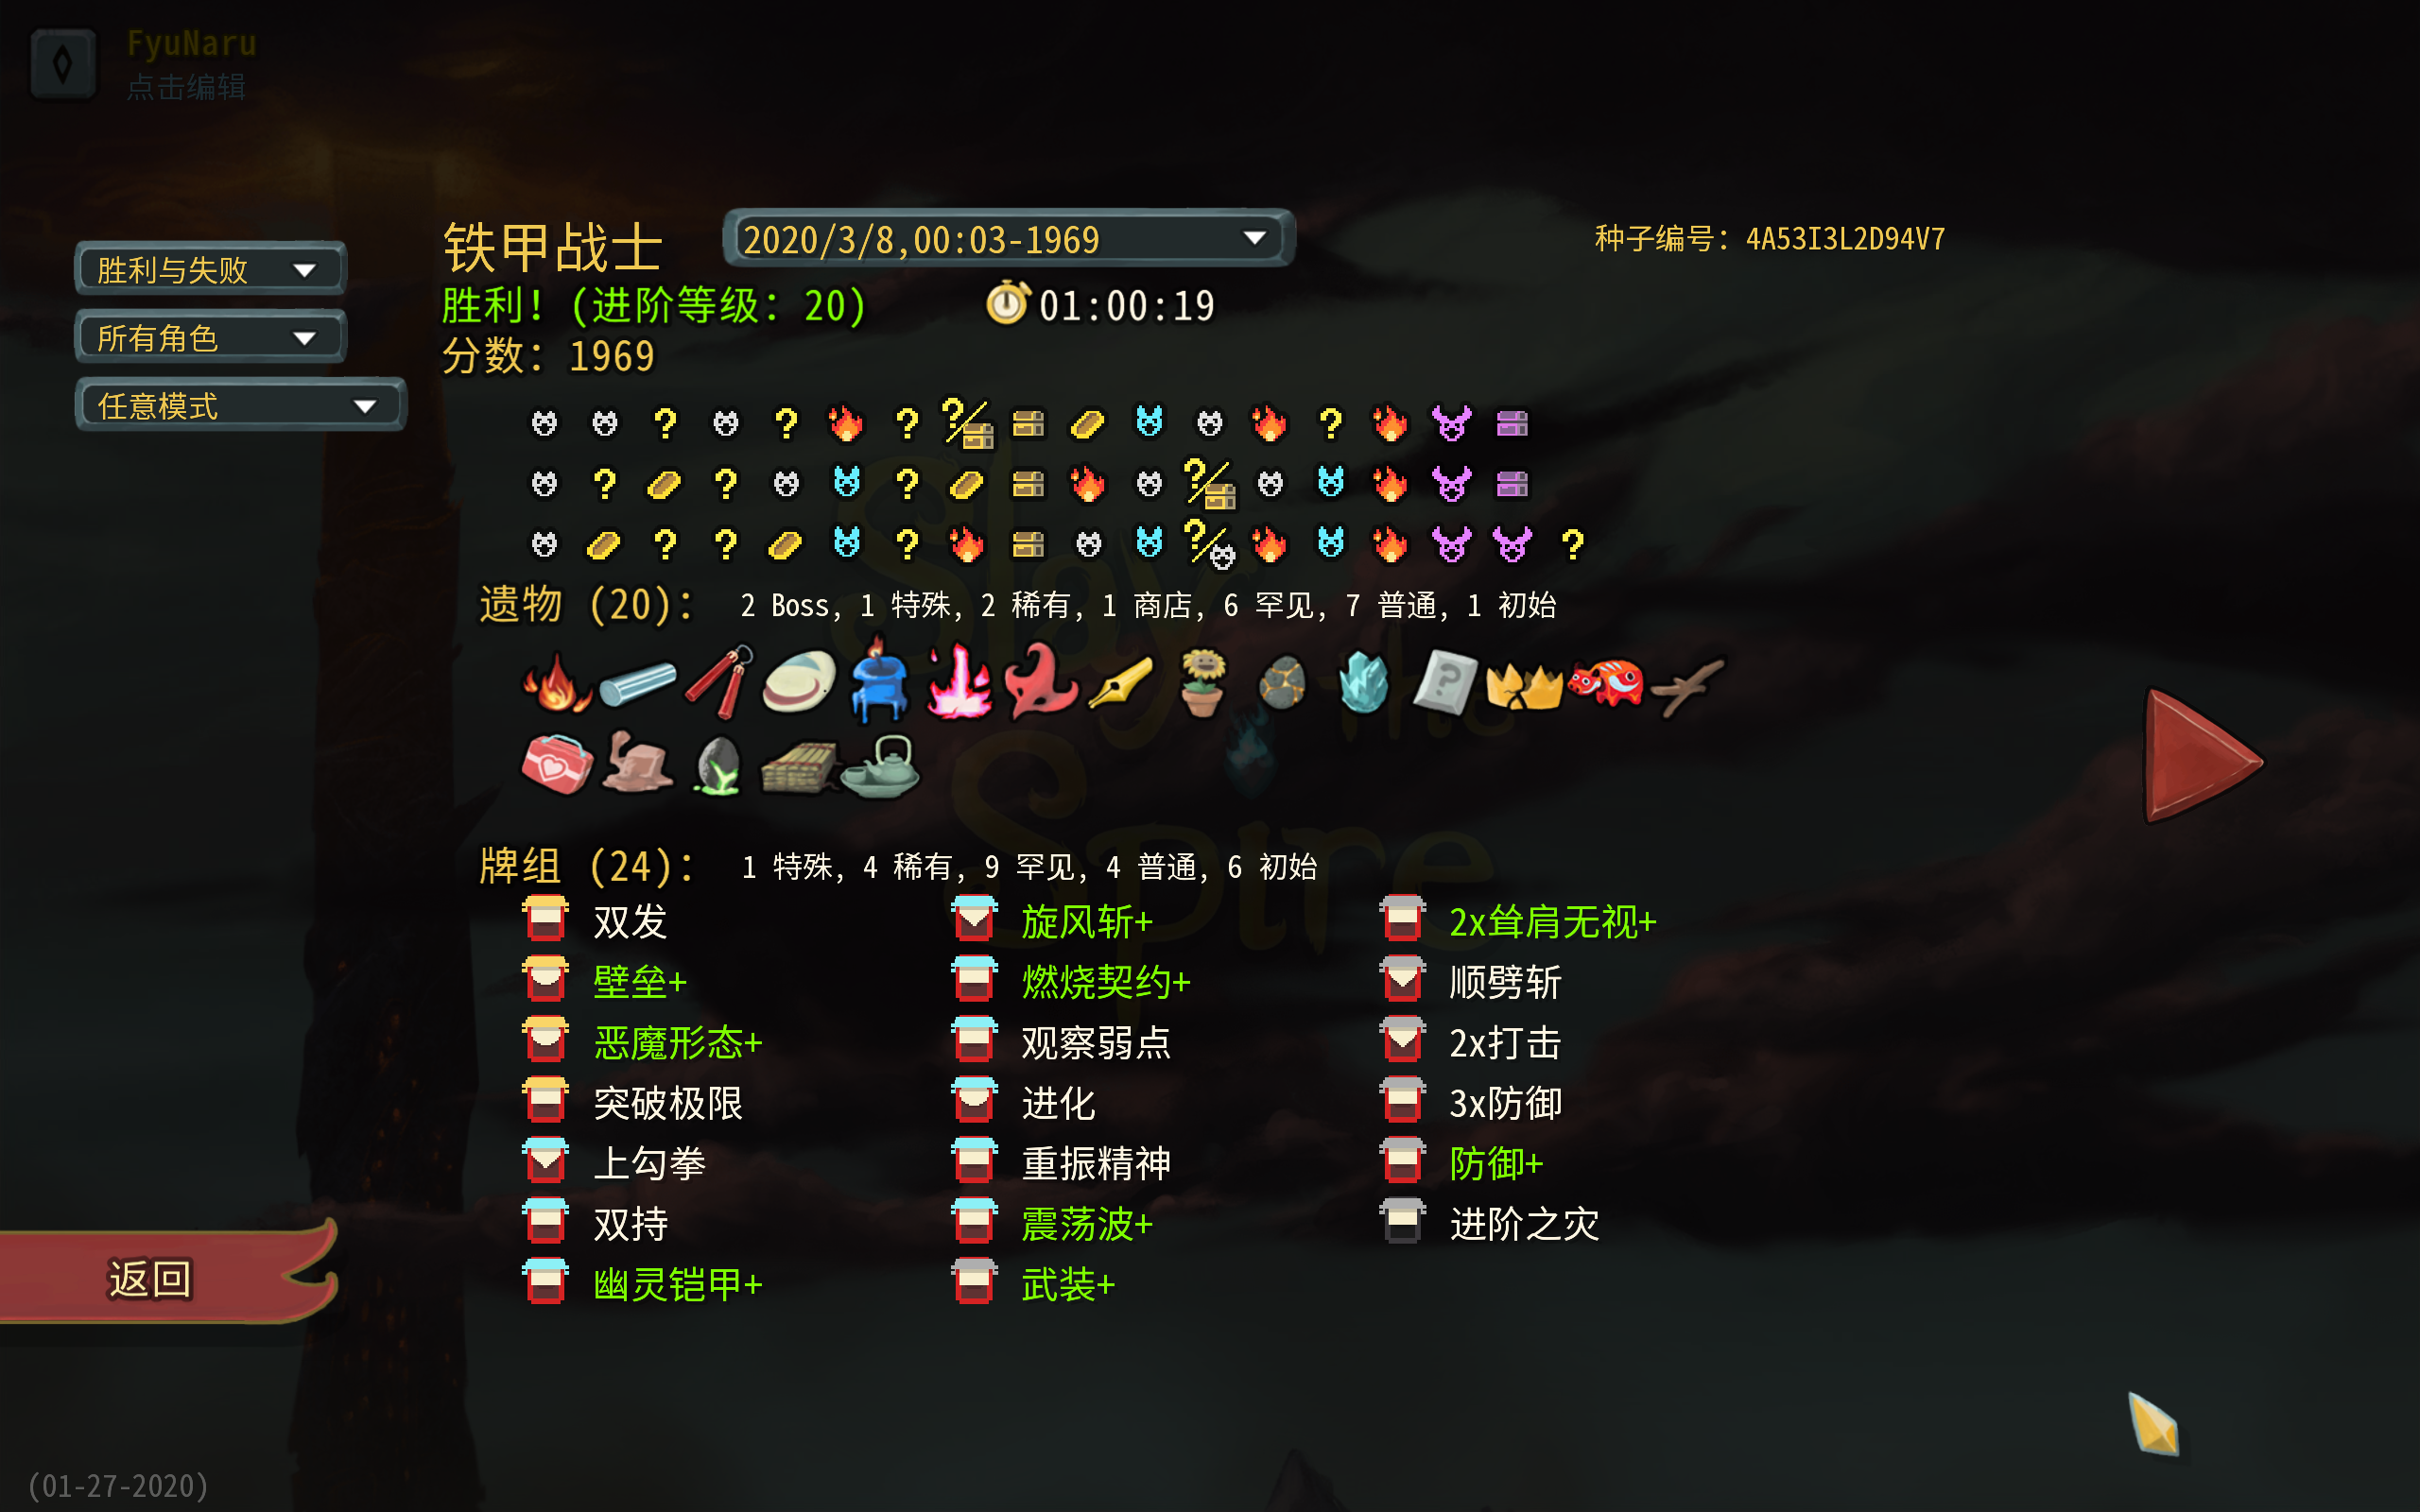 FyuNaru
点击编辑
铁甲战士
2020/3/8,00:03-1969
种子编号: 4A53I3L2D94V7
胜利与失败
胜利! (进阶等级: 20)
01:00:19
所有角色
分数: 1969
任意模式
遗物 (20):
2 Boss, 1 特殊, 2 稀有, 1 商店, 6 罕见, 7 普通, 1 初始
Slay
The
Spire
牌组 (24):
1 特殊, 4 稀有, 9 罕见, 4 普通, 6 初始
双发
壁垒+
恶魔形态+
突破极限
上勾拳
双持
幽灵铠甲+
旋风斩+
燃烧契约+
观察弱点
进化
重振精神
震荡波+
武装+
2x耸肩无视+
顺劈斩
2x打击
3x防御
防御+
进阶之灾
返回
(01-27-2020)